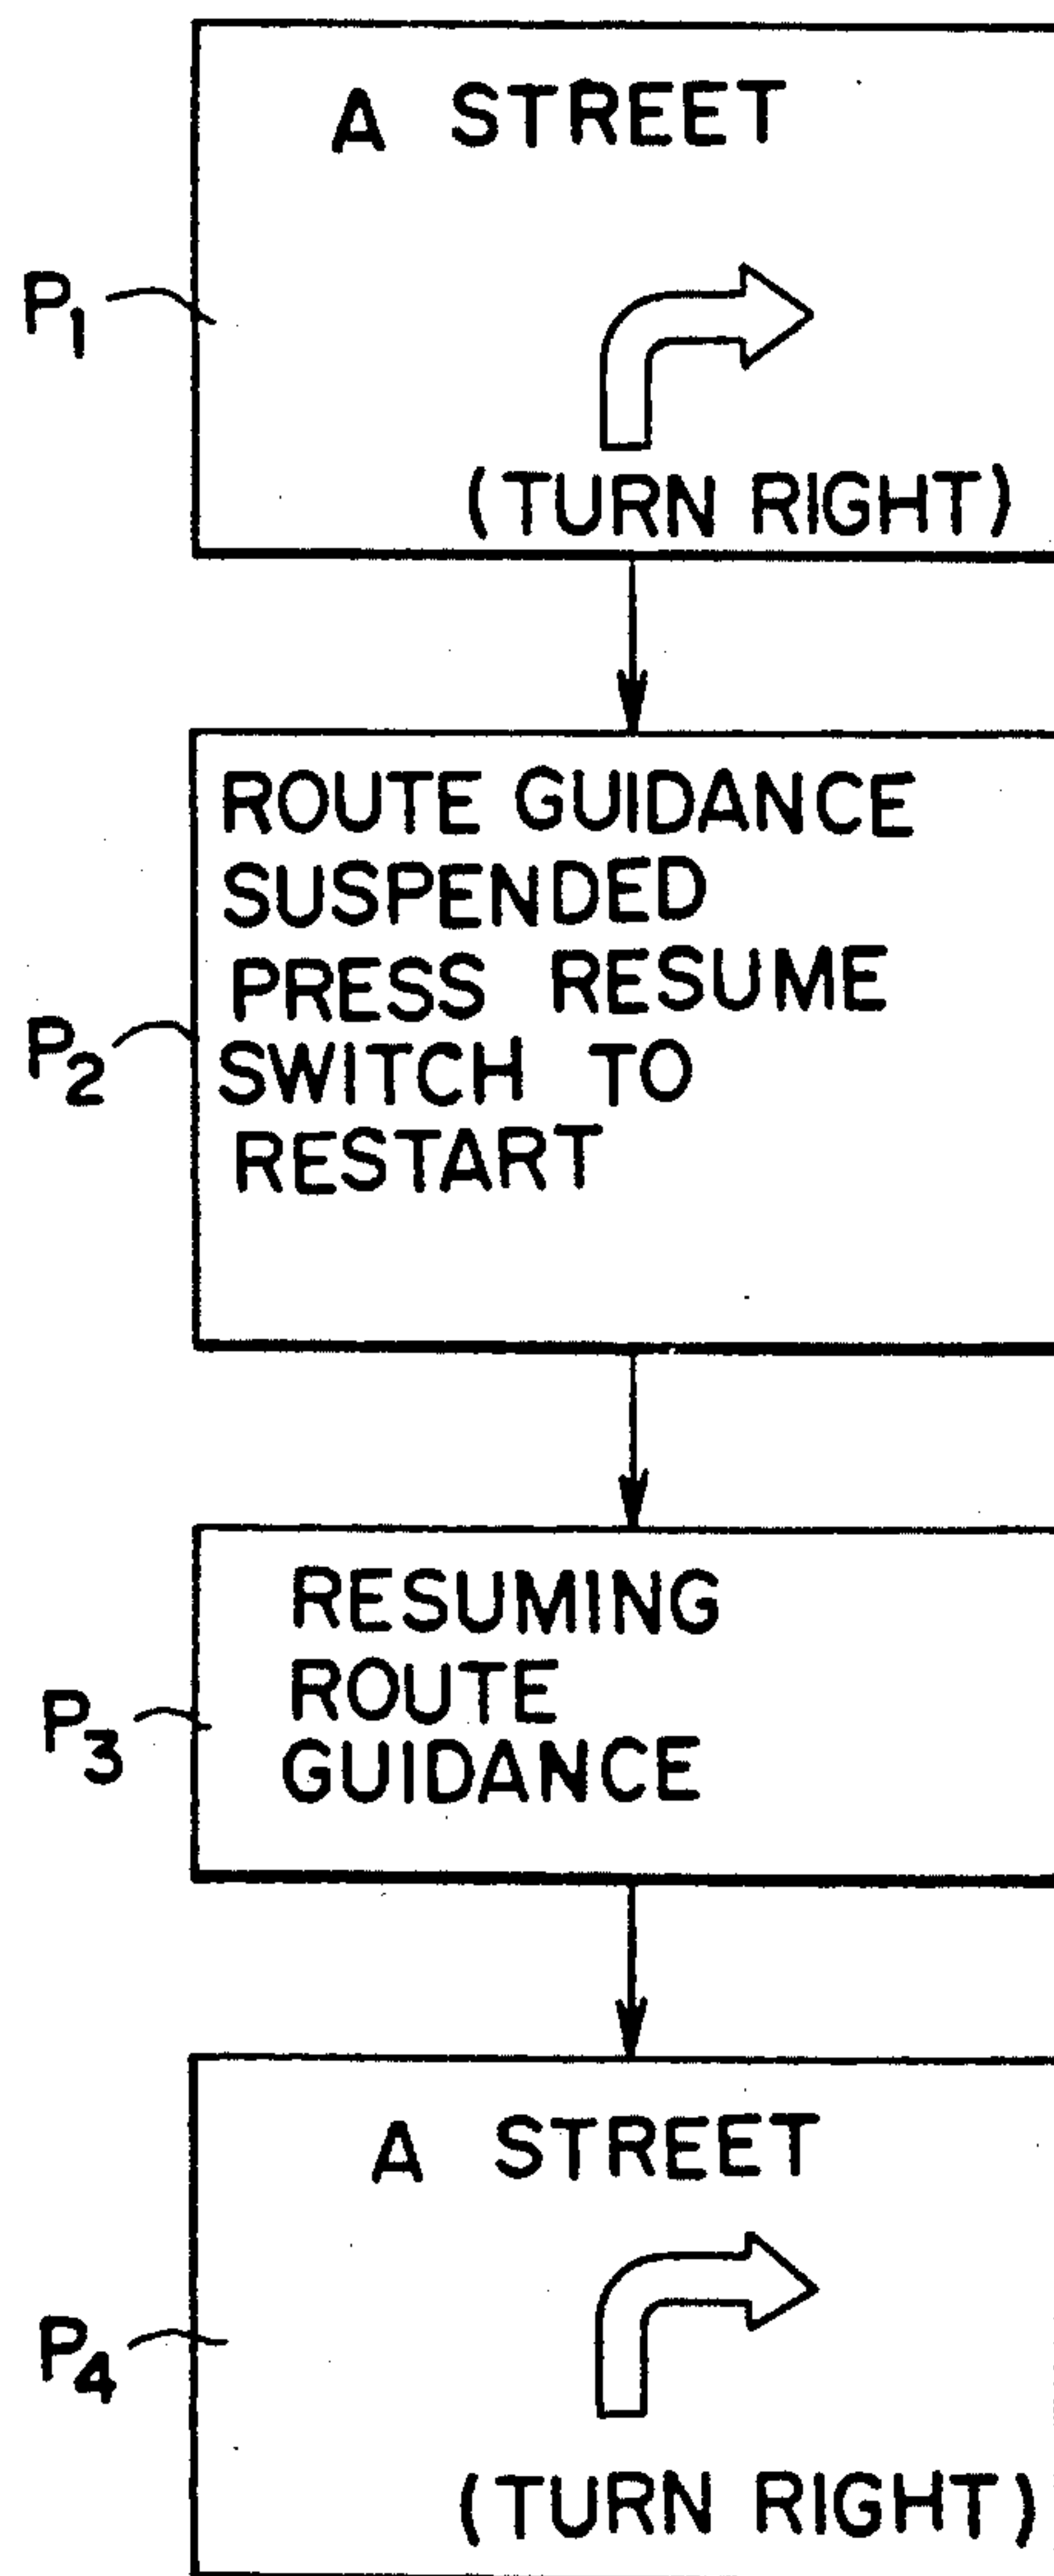 A STREET
P1
(TURN RIGHT)
ROUTE GUIDANCE
SUSPENDED
PRESS RESUME
SWITCH TO
RESTART
P2
RESUMING
ROUTE
GUIDANCE
P3
A STREET
P4
(TURN RIGHT)